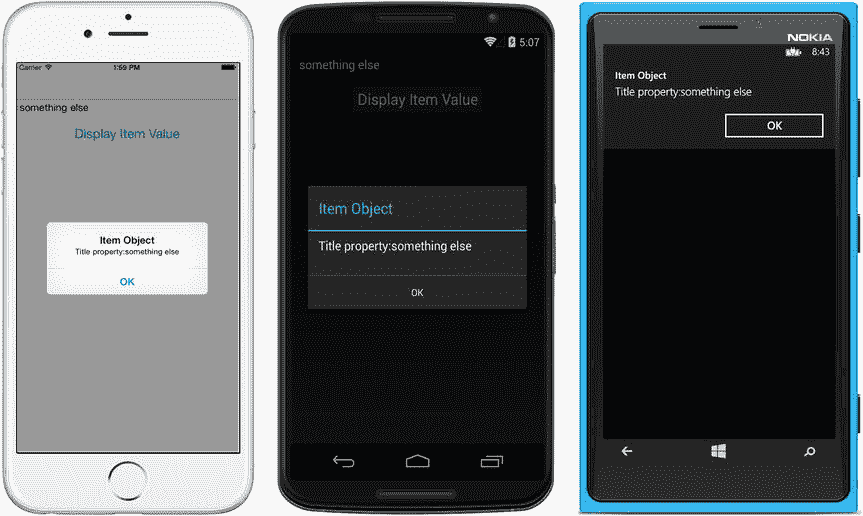 Carrier 1:59 PM
something else
Display Item Value
Item Object
Title property:something else
OK
5:07
something else
Display Item Value
Item Object
Title property:something else
OK
NOKIA
8:43
Item Object
Title property:something else
OK